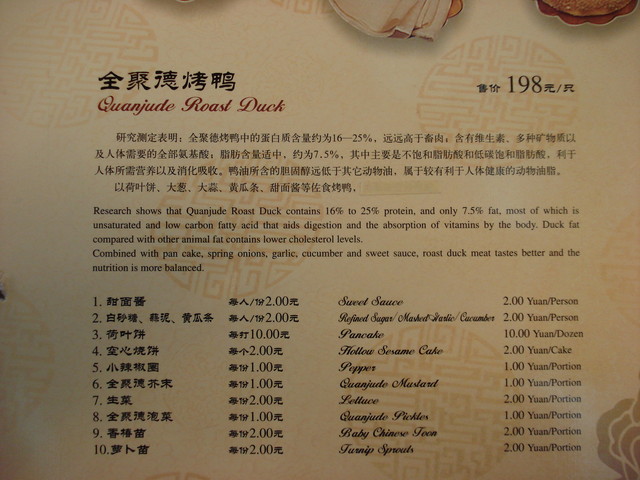 全聚德烤鸭 售价 198元/只
Quanjude Roast Duck
研究测定表明：全聚德烤鸭中的蛋白质含量约为16—25%，远远高于畜肉；含有维生素、多种矿物质以
及人体需要的全部氨基酸；脂肪含量适中，约为7.5%，其中主要是不饱和脂肪酸和低碳饱和脂肪酸，利于
人体所需营养以及消化吸收。鸭油所含的胆固醇远低于其它动物油，属于较有利于人体健康的动物油脂。
以荷叶饼、大葱、大蒜、黄瓜条、甜面酱等佐食烤鸭，
Research shows that Quanjude Roast Duck contains 16% to 25% protein, and only 7.5% fat, most of which is
unsaturated and low carbon fatty acid that aids digestion and the absorption of vitamins by the body. Duck fat
compared with other animal fat contains lower cholesterol levels.
Combined with pan cake, spring onions, garlic, cucumber and sweet sauce, roast duck meat tastes better and the
nutrition is more balanced.
1. 甜面酱 每人/份2.00元 Sweet Sauce 2.00 Yuan/Person
2. 白砂糖、蒜泥、黄瓜条 每人/份2.00元 Refined Sugar/Mashed Garlic/Cucumber 2.00 Yuan/Person
3. 荷叶饼 每打10.00元 Pancake 10.00 Yuan/Dozen
4. 空心烧饼 每个2.00元 Hollow Sesame Cake 2.00 Yuan/Cake
5. 小辣椒圈 每份1.00元 Pepper 1.00 Yuan/Portion
6. 全聚德芥末 每份1.00元 Quanjude Mustard 1.00 Yuan/Portion
7. 生菜 每份2.00元 Lettuce 2.00 Yuan/Portion
8. 全聚德泡菜 每份1.00元 Quanjude Pickles 1.00 Yuan/Portion
9. 香椿苗 每份2.00元 Baby Chinese Toon 2.00 Yuan/Portion
10. 萝卜苗 每份2.00元 Turnip Sprouts 2.00 Yuan/Portion